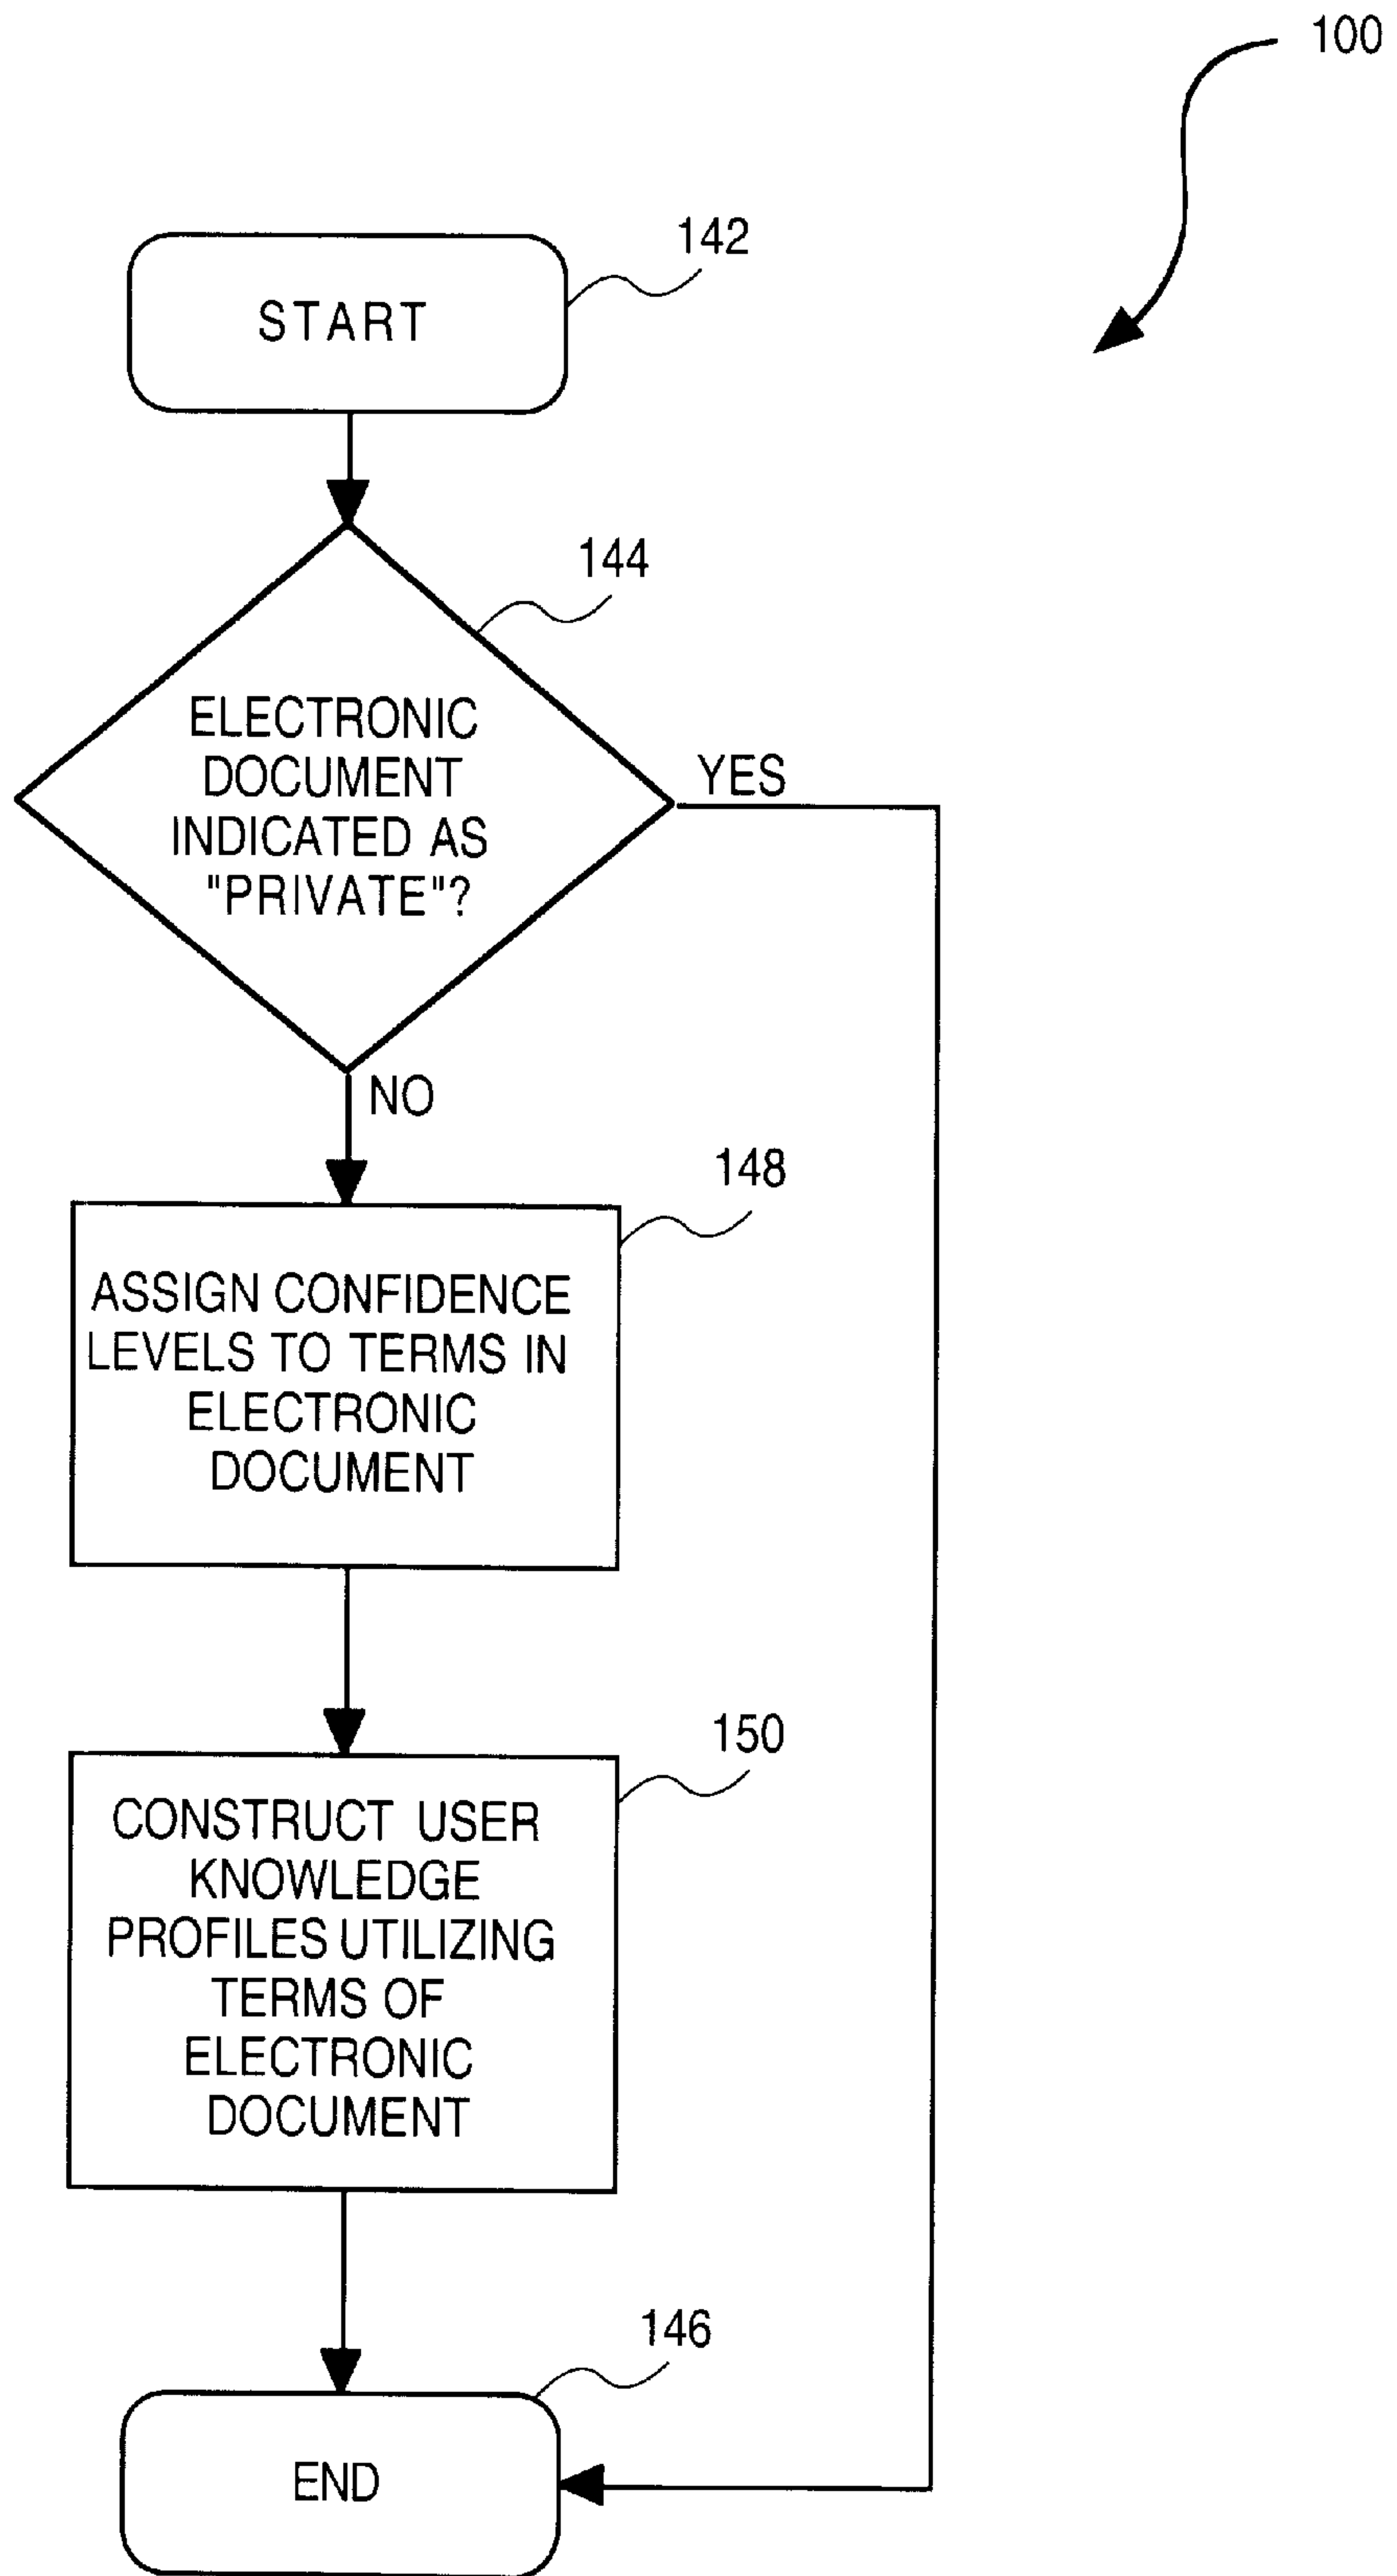 100
142
START
144
ELECTRONIC
DOCUMENT
INDICATED AS
"PRIVATE"?
YES
NO
148
ASSIGN CONFIDENCE
LEVELS TO TERMS IN
ELECTRONIC
DOCUMENT
150
CONSTRUCT USER
KNOWLEDGE
PROFILES UTILIZING
TERMS OF
ELECTRONIC
DOCUMENT
146
END